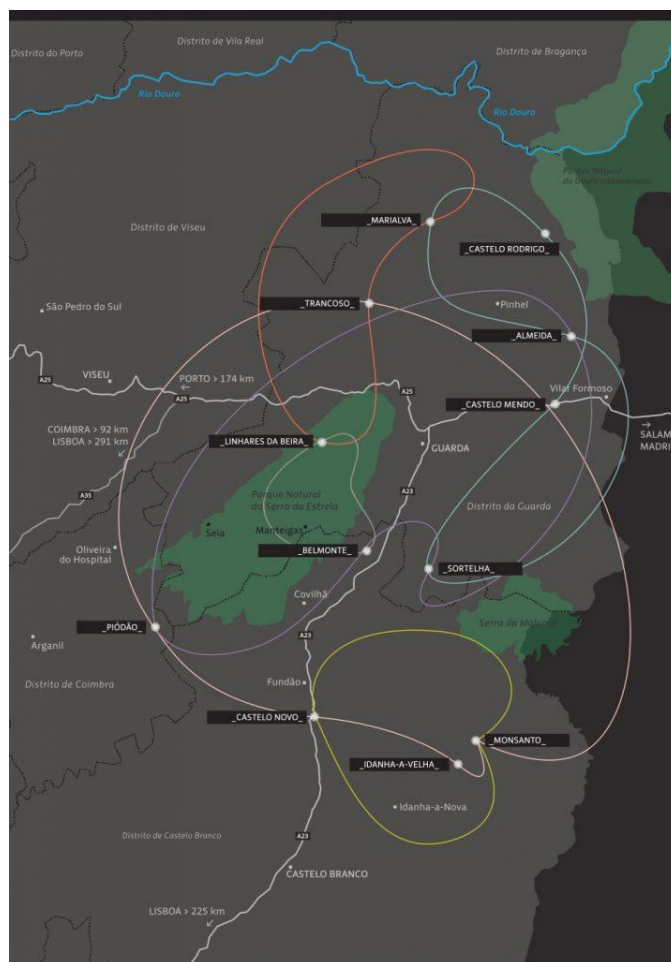 Distrito do Porto
Distrito de Vila Real
Distrito de Bragança
Rio Douro
Rio Douro
Parque Natural
do Douro Internacional
_MARIALVA_
_CASTELO RODRIGO_
Distrito de Viseu
_TRANCOSO_
Pinhel
São Pedro do Sul
_ALMEIDA_
VISEU
A25
PORTO > 174 km
A25
Vilar Formoso
_CASTELO MENDO_
A25
COIMBRA > 92 km
LISBOA > 291 km
_LINHARES DA BEIRA_
GUARDA
SALAM
MADRI
A23
A35
Parque Natural
da Serra da Estrela
Distrito da Guarda
Seia
Manteigas
Oliveira
do Hospital
_BELMONTE_
_SORTELHA_
Covilhã
_PIÓDÃO_
Serra da Malcata
Arganil
A23
Distrito de Coimbra
Fundão
_CASTELO NOVO_
_MONSANTO_
_IDANHA-A-VELHA_
Idanha-a-Nova
Distrito de Castelo Branco
A23
CASTELO BRANCO
LISBOA > 225 km